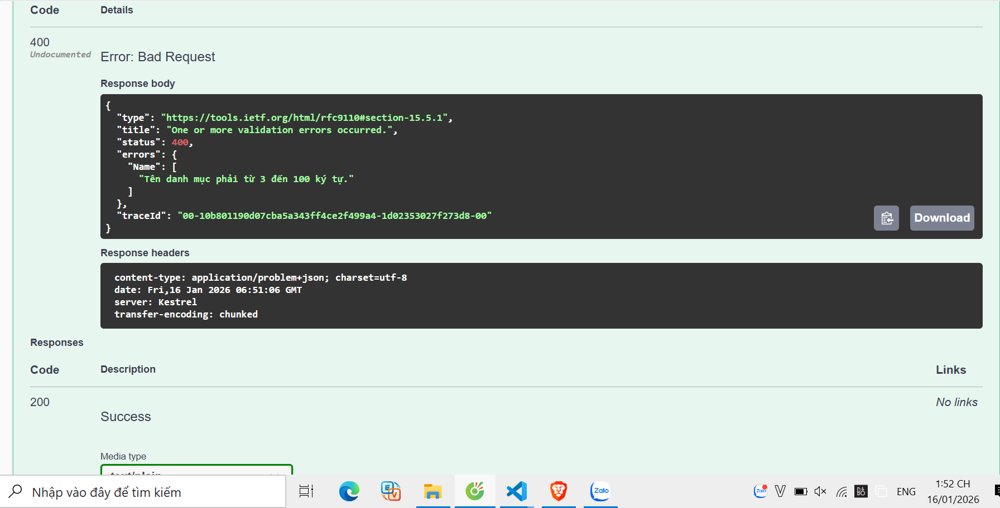 Code Details
400
Undocumented
Error: Bad Request
Response body
{
  "type": "https://tools.ietf.org/html/rfc9110#section-15.5.1",
  "title": "One or more validation errors occurred.",
  "status": 400,
  "errors": {
    "Name": [
      "Tên danh mục phải từ 3 đến 100 ký tự."
    ]
  },
  "traceId": "00-10b801190d07cba5a343ff4ce2f499a4-1d02353027f273d8-00"
}
Download
Response headers
content-type: application/problem+json; charset=utf-8
date: Fri,16 Jan 2026 06:51:06 GMT
server: Kestrel
transfer-encoding: chunked
Responses
Code Description Links
200 No links
Success
Media type
text/plain
Nhập vào đây để tìm kiếm
E V
Zalo
Zalo
V
ENG
1:52 CH
16/01/2026